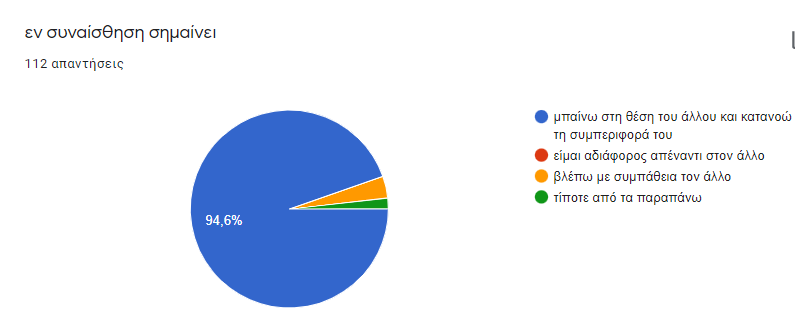 εν συναίσθηση σημαίνει
112 απαντήσεις
94,6%
μπαίνω στη θέση του άλλου και κατανοώ
τη συμπεριφορά του
είμαι αδιάφορος απέναντι στον άλλο
βλέπω με συμπάθεια τον άλλο
τίποτε από τα παραπάνω